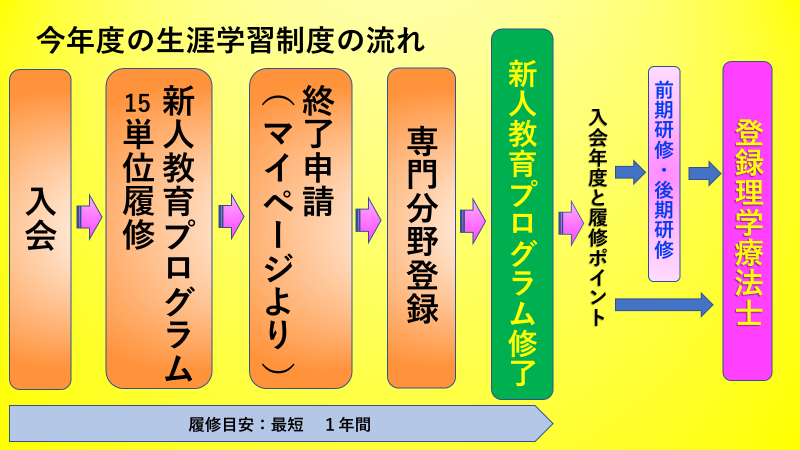 今年度の生涯学習制度の流れ
入会
新人教育プログラム
15単位履修
終了申請
（マイページより）
専門分野登録
新人教育プログラム修了
入会年度と履修ポイント
前期研修・後期研修
登録理学療法士
履修目安：最短　１年間